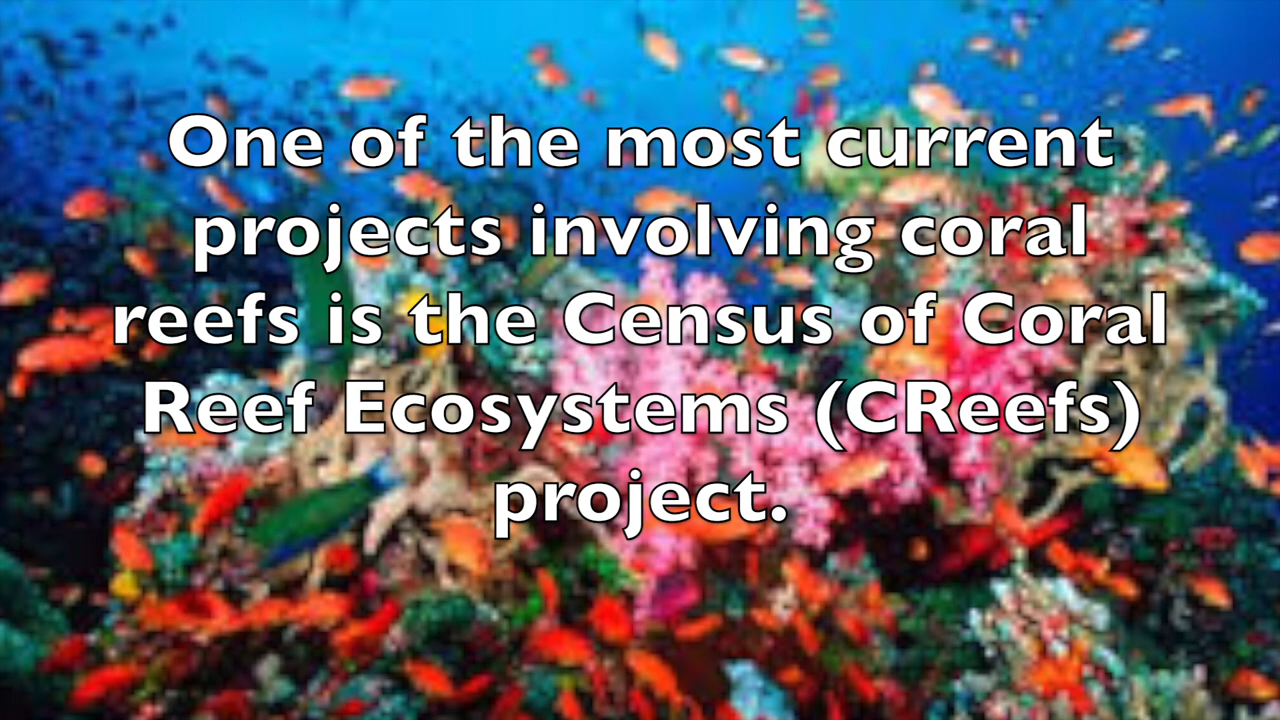 One of the most current
projects involving coral
reefs is the Census of Coral
Reef Ecosystems (CReefs)
project.